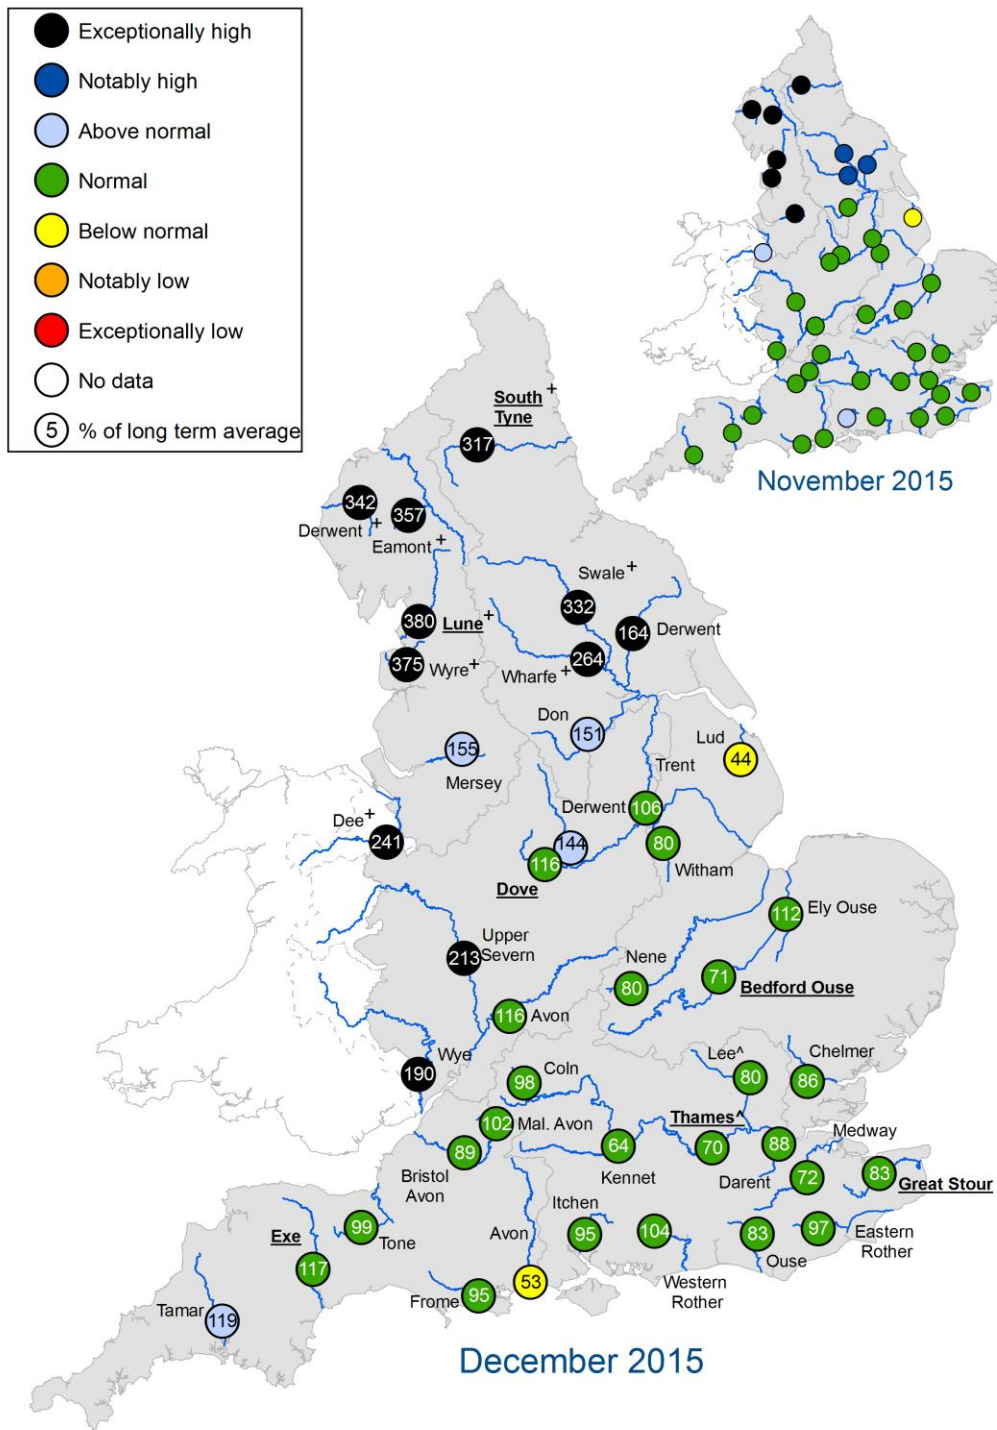 Exceptionally high
Notably high
Above normal
Normal
Below normal
Notably low
Exceptionally low
No data
5 % of long term average
November 2015
South +
Tyne
317
342
357
Derwent +
Eamont +
Swale +
332
380
Lune +
164
Derwent
375
Wyre +
Wharfe +
264
Don
151
Lud
44
155
Mersey
Trent
Derwent
106
Dee +
241
144
116
80
Dove
Witham
112
Ely Ouse
Upper
Severn
213
Nene
80
71
Bedford Ouse
116
Avon
Wye
190
Coln
98
Lee^
80
Chelmer
86
102
Mal. Avon
Thames^
Medway
89
64
70
88
Bristol
Avon
Kennet
Darent
72
83
Great Stour
Itchen
99
Tone
Avon
95
104
83
97
Eastern
Rother
Ouse
Exe
117
Western
Rother
Frome
95
53
Tamar
119
December 2015